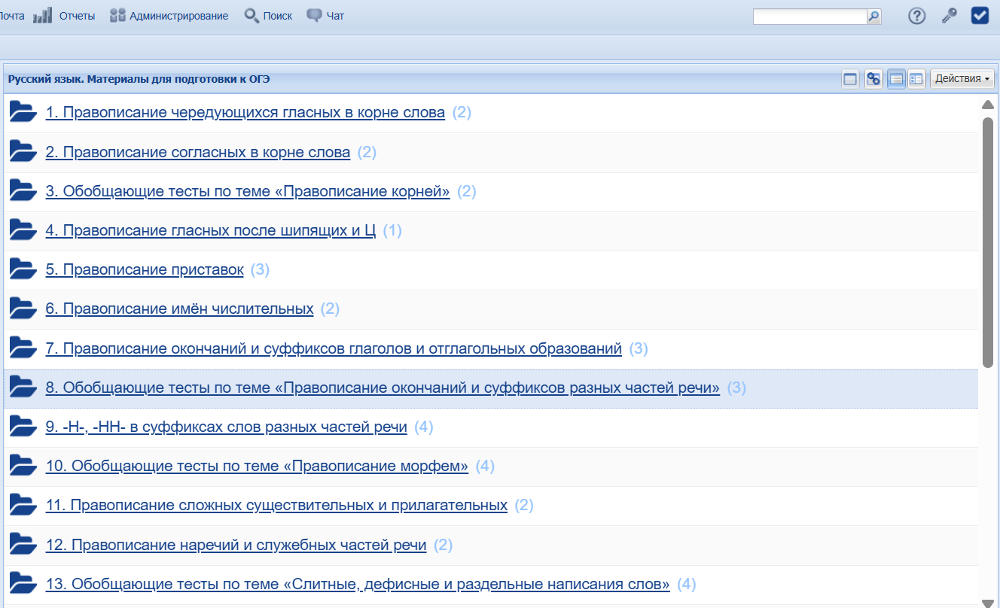 Почта Отчеты Администрирование Поиск Чат
Русский язык. Материалы для подготовки к ОГЭ Действия
1. Правописание чередующихся гласных в корне слова (2)
2. Правописание согласных в корне слова (2)
3. Обобщающие тесты по теме «Правописание корней» (2)
4. Правописание гласных после шипящих и Ц (1)
5. Правописание приставок (3)
6. Правописание имён числительных (2)
7. Правописание окончаний и суффиксов глаголов и отглагольных образований (3)
8. Обобщающие тесты по теме «Правописание окончаний и суффиксов разных частей речи» (3)
9. -Н-, -НН- в суффиксах слов разных частей речи (4)
10. Обобщающие тесты по теме «Правописание морфем» (4)
11. Правописание сложных существительных и прилагательных (2)
12. Правописание наречий и служебных частей речи (2)
13. Обобщающие тесты по теме «Слитные, дефисные и раздельные написания слов» (4)